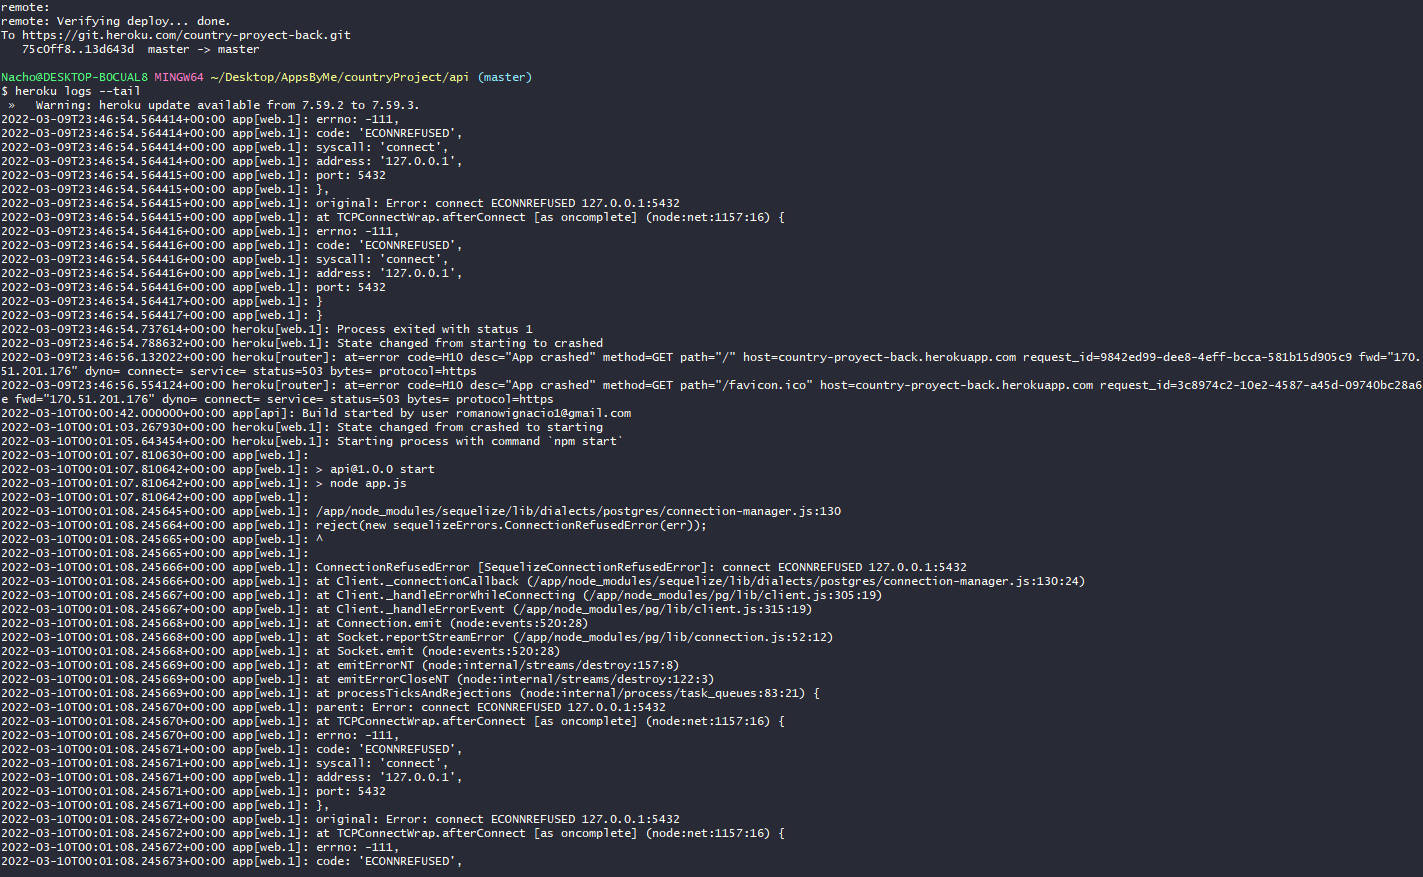 remote:
remote: Verifying deploy... done.
To https://git.heroku.com/country-proyect-back.git
   75c0ff8..13d643d  master -> master

Nacho@DESKTOP-BOCUAL8 MINGW64 ~/Desktop/AppsByMe/countryProject/api (master)
$ heroku logs --tail
 »   Warning: heroku update available from 7.59.2 to 7.59.3.
2022-03-09T23:46:54.564414+00:00 app[web.1]: errno: -111,
2022-03-09T23:46:54.564414+00:00 app[web.1]: code: 'ECONNREFUSED',
2022-03-09T23:46:54.564414+00:00 app[web.1]: syscall: 'connect',
2022-03-09T23:46:54.564414+00:00 app[web.1]: address: '127.0.0.1',
2022-03-09T23:46:54.564415+00:00 app[web.1]: port: 5432
2022-03-09T23:46:54.564415+00:00 app[web.1]: },
2022-03-09T23:46:54.564415+00:00 app[web.1]: original: Error: connect ECONNREFUSED 127.0.0.1:5432
2022-03-09T23:46:54.564415+00:00 app[web.1]: at TCPConnectWrap.afterConnect [as oncomplete] (node:net:1157:16) {
2022-03-09T23:46:54.564416+00:00 app[web.1]: errno: -111,
2022-03-09T23:46:54.564416+00:00 app[web.1]: code: 'ECONNREFUSED',
2022-03-09T23:46:54.564416+00:00 app[web.1]: syscall: 'connect',
2022-03-09T23:46:54.564416+00:00 app[web.1]: address: '127.0.0.1',
2022-03-09T23:46:54.564416+00:00 app[web.1]: port: 5432
2022-03-09T23:46:54.564417+00:00 app[web.1]: }
2022-03-09T23:46:54.564417+00:00 app[web.1]: }
2022-03-09T23:46:54.737614+00:00 heroku[web.1]: Process exited with status 1
2022-03-09T23:46:54.788632+00:00 heroku[web.1]: State changed from starting to crashed
2022-03-09T23:46:56.132022+00:00 heroku[router]: at=error code=H10 desc="App crashed" method=GET path="/" host=country-proyect-back.herokuapp.com request_id=9842ed99-dee8-4eff-bcca-581b15d905c9 fwd="170.
51.201.176" dyno= connect= service= status=503 bytes= protocol=https
2022-03-09T23:46:56.554124+00:00 heroku[router]: at=error code=H10 desc="App crashed" method=GET path="/favicon.ico" host=country-proyect-back.herokuapp.com request_id=3c8974c2-10e2-4587-a45d-09740bc28a6
e fwd="170.51.201.176" dyno= connect= service= status=503 bytes= protocol=https
2022-03-10T00:00:42.000000+00:00 app[api]: Build started by user romanowignacio1@gmail.com
2022-03-10T00:01:03.267930+00:00 heroku[web.1]: State changed from crashed to starting
2022-03-10T00:01:05.643454+00:00 heroku[web.1]: Starting process with command `npm start`
2022-03-10T00:01:07.810630+00:00 app[web.1]:
2022-03-10T00:01:07.810642+00:00 app[web.1]: > api@1.0.0 start
2022-03-10T00:01:07.810642+00:00 app[web.1]: > node app.js
2022-03-10T00:01:07.810642+00:00 app[web.1]:
2022-03-10T00:01:08.245645+00:00 app[web.1]: /app/node_modules/sequelize/lib/dialects/postgres/connection-manager.js:130
2022-03-10T00:01:08.245664+00:00 app[web.1]: reject(new sequelizeErrors.ConnectionRefusedError(err));
2022-03-10T00:01:08.245665+00:00 app[web.1]: ^
2022-03-10T00:01:08.245665+00:00 app[web.1]:
2022-03-10T00:01:08.245666+00:00 app[web.1]: ConnectionRefusedError [SequelizeConnectionRefusedError]: connect ECONNREFUSED 127.0.0.1:5432
2022-03-10T00:01:08.245666+00:00 app[web.1]: at Client._connectionCallback (/app/node_modules/sequelize/lib/dialects/postgres/connection-manager.js:130:24)
2022-03-10T00:01:08.245667+00:00 app[web.1]: at Client._handleErrorWhileConnecting (/app/node_modules/pg/lib/client.js:305:19)
2022-03-10T00:01:08.245667+00:00 app[web.1]: at Client._handleErrorEvent (/app/node_modules/pg/lib/client.js:315:19)
2022-03-10T00:01:08.245668+00:00 app[web.1]: at Connection.emit (node:events:520:28)
2022-03-10T00:01:08.245668+00:00 app[web.1]: at Socket.reportStreamError (/app/node_modules/pg/lib/connection.js:52:12)
2022-03-10T00:01:08.245668+00:00 app[web.1]: at Socket.emit (node:events:520:28)
2022-03-10T00:01:08.245669+00:00 app[web.1]: at emitErrorNT (node:internal/streams/destroy:157:8)
2022-03-10T00:01:08.245669+00:00 app[web.1]: at emitErrorCloseNT (node:internal/streams/destroy:122:3)
2022-03-10T00:01:08.245669+00:00 app[web.1]: at processTicksAndRejections (node:internal/process/task_queues:83:21) {
2022-03-10T00:01:08.245670+00:00 app[web.1]: parent: Error: connect ECONNREFUSED 127.0.0.1:5432
2022-03-10T00:01:08.245670+00:00 app[web.1]: at TCPConnectWrap.afterConnect [as oncomplete] (node:net:1157:16) {
2022-03-10T00:01:08.245670+00:00 app[web.1]: errno: -111,
2022-03-10T00:01:08.245671+00:00 app[web.1]: code: 'ECONNREFUSED',
2022-03-10T00:01:08.245671+00:00 app[web.1]: syscall: 'connect',
2022-03-10T00:01:08.245671+00:00 app[web.1]: address: '127.0.0.1',
2022-03-10T00:01:08.245671+00:00 app[web.1]: port: 5432
2022-03-10T00:01:08.245671+00:00 app[web.1]: },
2022-03-10T00:01:08.245672+00:00 app[web.1]: original: Error: connect ECONNREFUSED 127.0.0.1:5432
2022-03-10T00:01:08.245672+00:00 app[web.1]: at TCPConnectWrap.afterConnect [as oncomplete] (node:net:1157:16) {
2022-03-10T00:01:08.245672+00:00 app[web.1]: errno: -111,
2022-03-10T00:01:08.245673+00:00 app[web.1]: code: 'ECONNREFUSED',